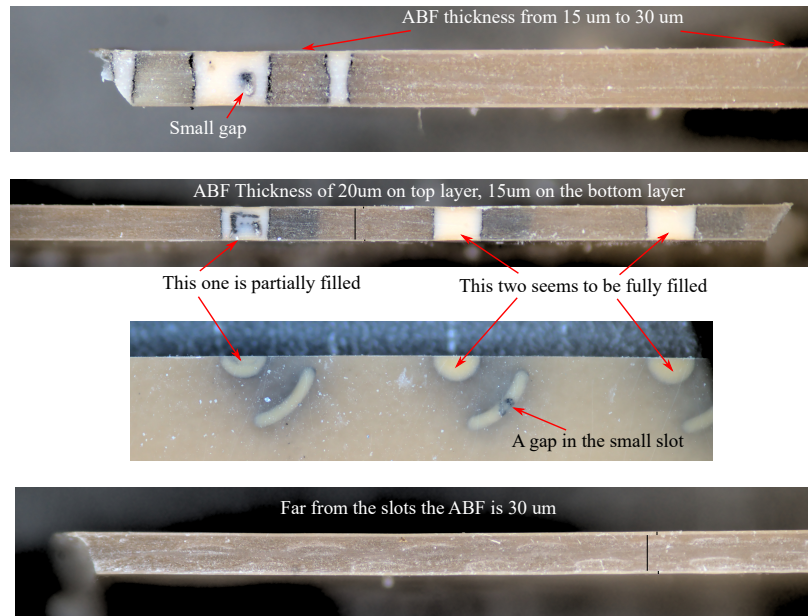 ABF thickness from 15 um to 30 um
Small gap
ABF Thickness of 20um on top layer, 15um on the bottom layer
This one is partially filled
This two seems to be fully filled
A gap in the small slot
Far from the slots the ABF is 30 um